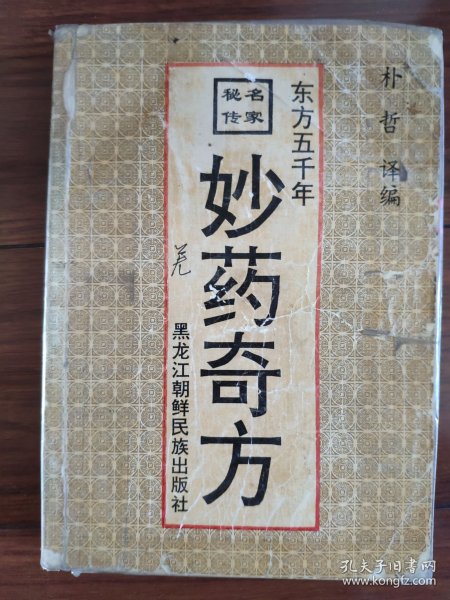 朴哲译编
东方五千年
名家
秘传
妙药奇方
黑龙江朝鲜民族出版社
孔夫子旧书网
www.kongfz.com